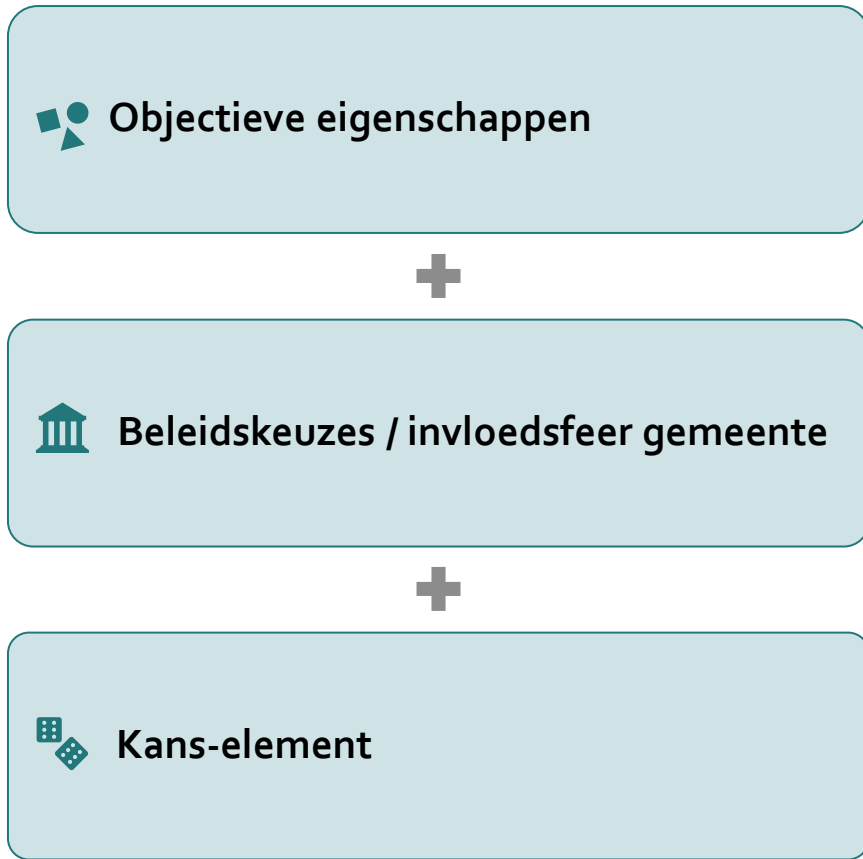 Objectieve eigenschappen
Beleidskeuzes / invloedsfeer gemeente
Kans-element